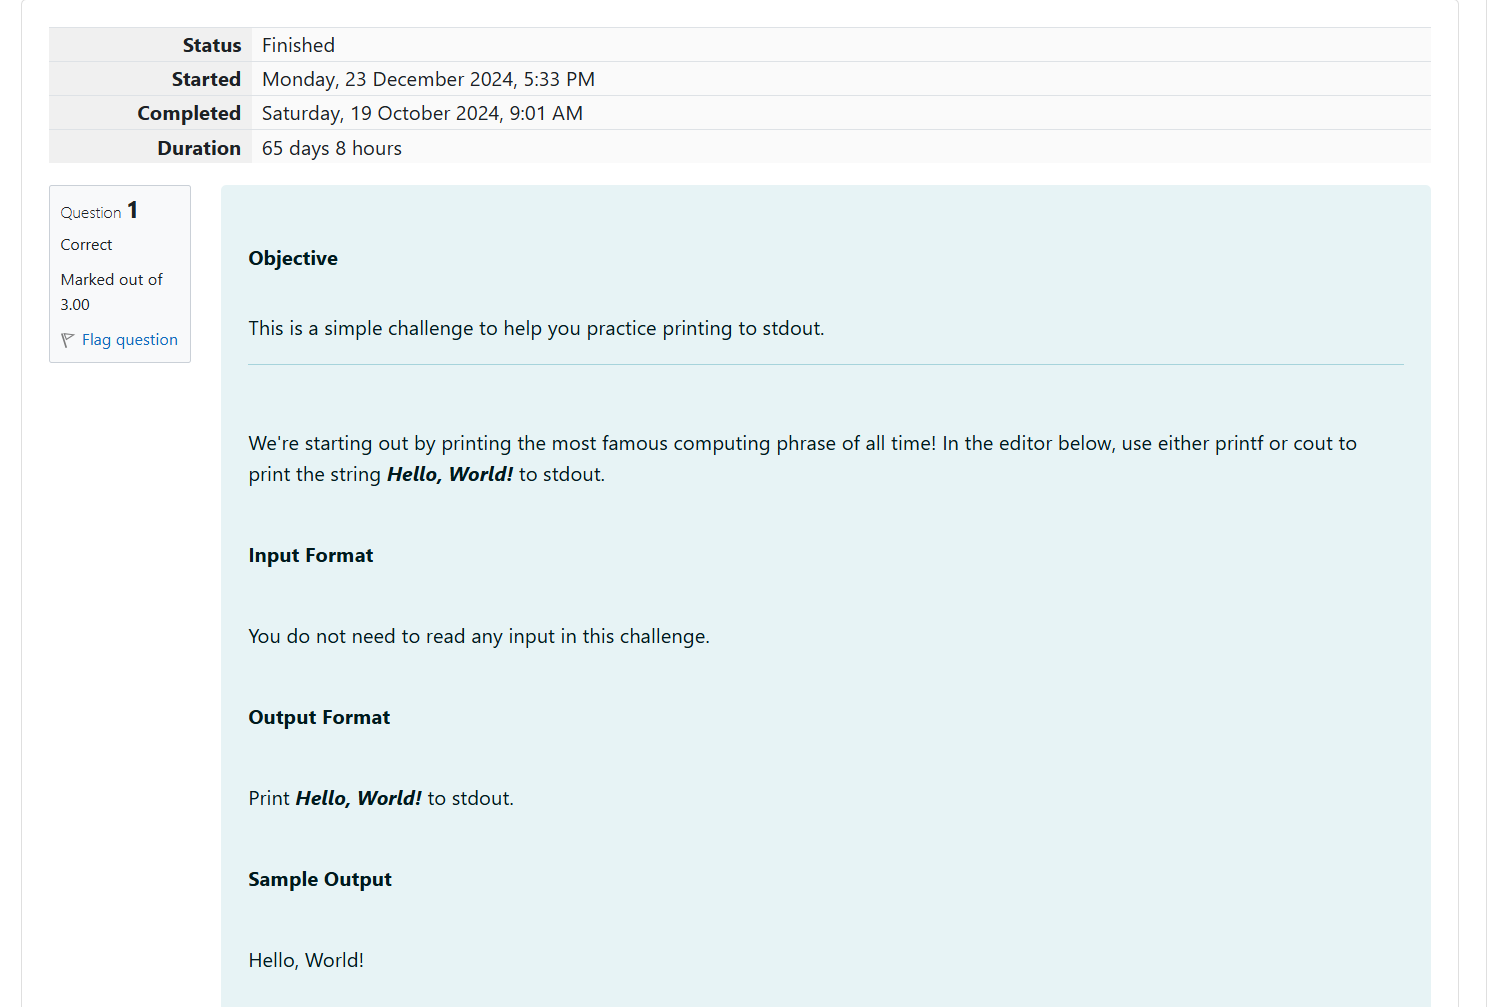 Status Finished
Started Monday, 23 December 2024, 5:33 PM
Completed Saturday, 19 October 2024, 9:01 AM
Duration 65 days 8 hours
Question 1
Correct
Marked out of
3.00
Flag question
Objective
This is a simple challenge to help you practice printing to stdout.
We're starting out by printing the most famous computing phrase of all time! In the editor below, use either printf or cout to
print the string Hello, World! to stdout.
Input Format
You do not need to read any input in this challenge.
Output Format
Print Hello, World! to stdout.
Sample Output
Hello, World!